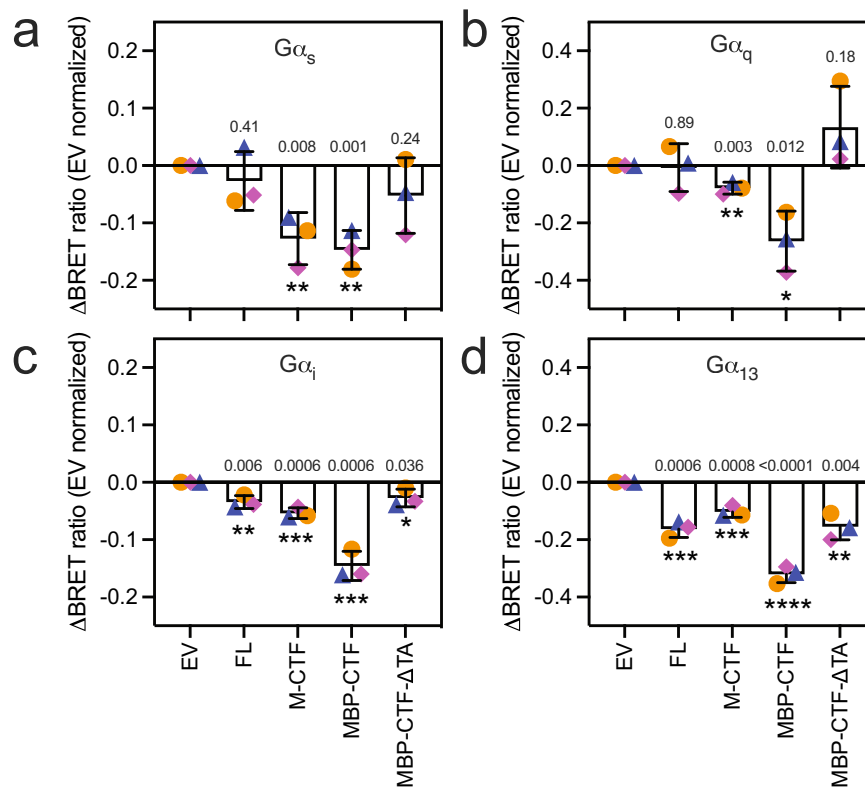 a
ΔBRET ratio (EV normalized)
Gαs
0.2
0.1
0.0
-0.1
-0.2
0.41
0.008
0.001
0.24
**
**
b
ΔBRET ratio (EV normalized)
Gαq
0.4
0.2
0.0
-0.2
-0.4
0.89
0.003
0.012
0.18
**
*
c
ΔBRET ratio (EV normalized)
Gαi
0.2
0.1
0.0
-0.1
-0.2
0.006
0.0006
0.0006
0.036
**
***
***
*
EV
FL
M-CTF
MBP-CTF
MBP-CTF-ΔTA
d
ΔBRET ratio (EV normalized)
Gα13
0.4
0.2
0.0
-0.2
-0.4
0.0006
0.0008
<0.0001
0.004
***
***
****
**
EV
FL
M-CTF
MBP-CTF
MBP-CTF-ΔTA